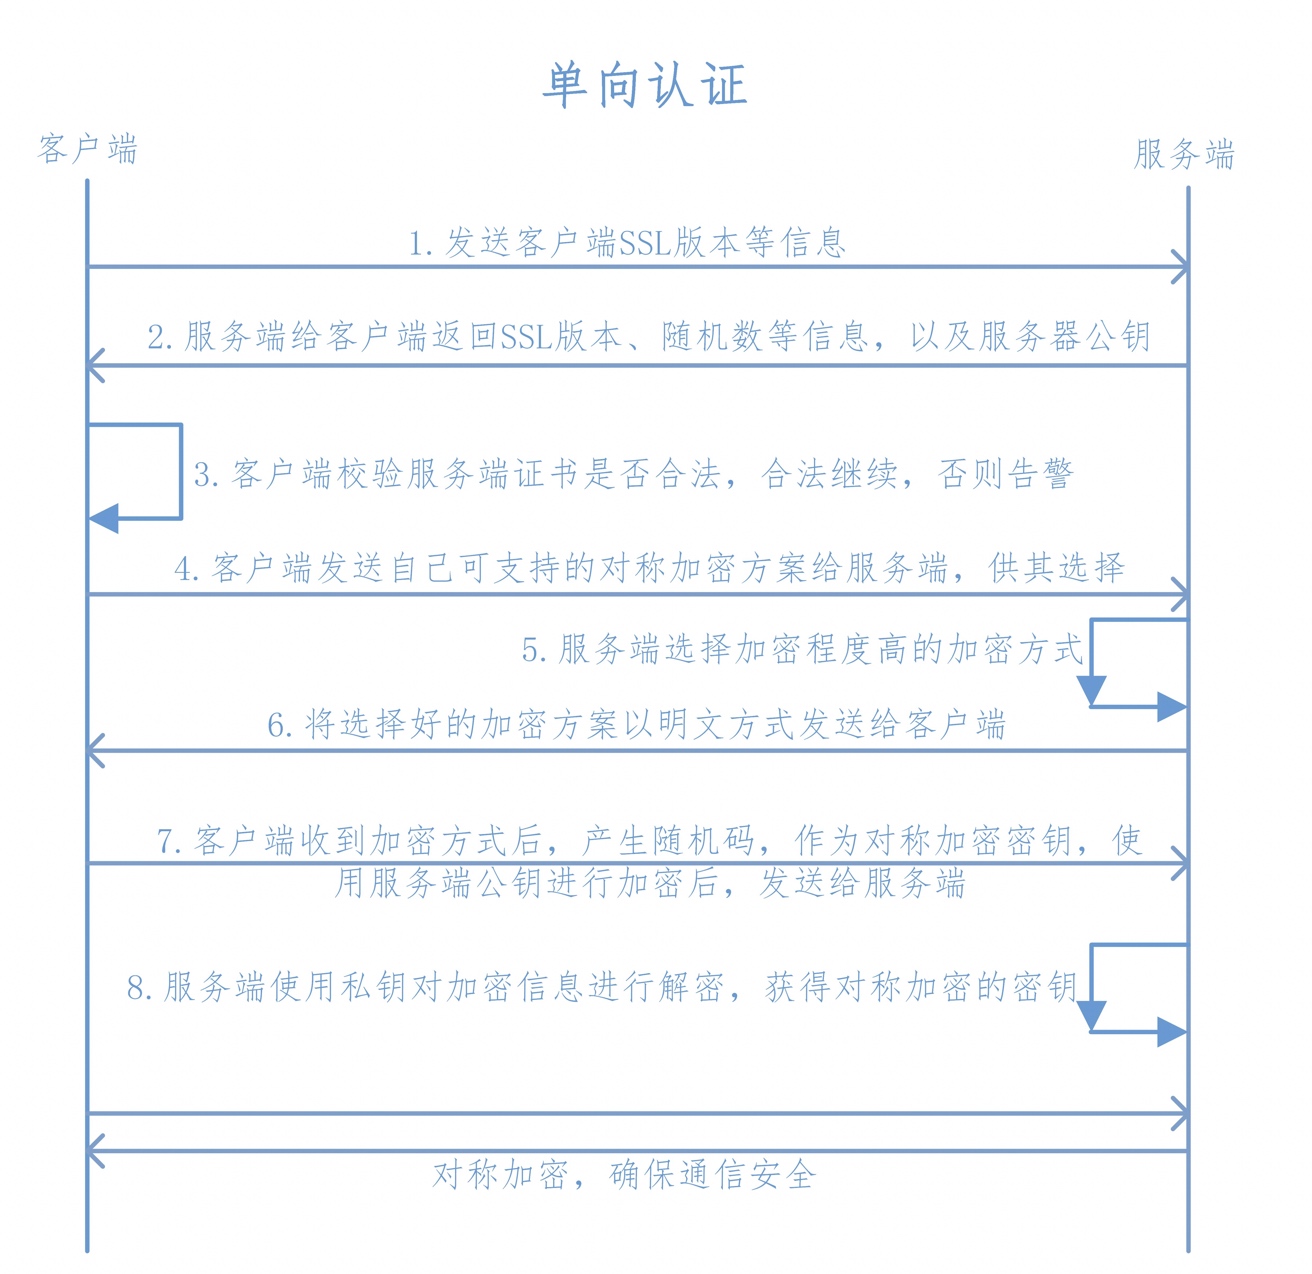 单向认证
客户端
服务端
1.发送客户端SSL版本等信息
2.服务端给客户端返回SSL版本、随机数等信息，以及服务器公钥
3.客户端校验服务端证书是否合法，合法继续，否则告警
4.客户端发送自己可支持的对称加密方案给服务端，供其选择
5.服务端选择加密程度高的加密方式
6.将选择好的加密方案以明文方式发送给客户端
7.客户端收到加密方式后，产生随机码，作为对称加密密钥，使
用服务端公钥进行加密后，发送给服务端
8.服务端使用私钥对加密信息进行解密，获得对称加密的密钥
对称加密，确保通信安全